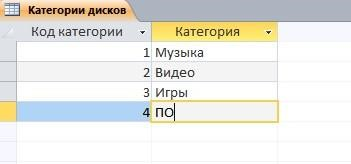 Категории дисков
Код категории Категория
1 Музыка
2 Видео
3 Игры
4 ПО